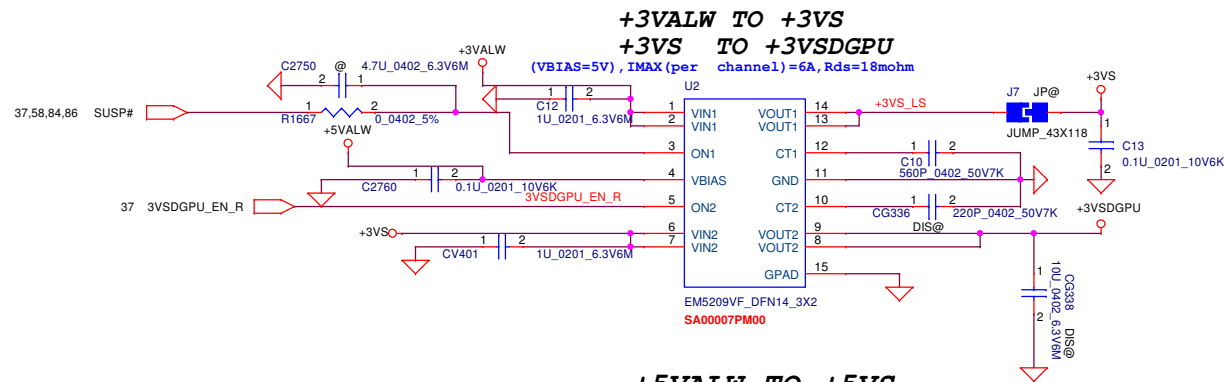 +3VALW TO +3VS
+3VS TO +3VSDGPU
(VBIAS=5V),IMAX(per channel)=6A,Rds=18mohm
C2750 @ 4.7U_0402_6.3V6M
2 1
+3VALW
37,58,84,86 SUSP#
R1667
1 2
0_0402_5%
C12
1 2
1U_0201_6.3V6M
+5VALW
C2760
1 2
0.1U_0201_10V6K
37 3VSDGPU_EN_R
3VSDGPU_EN_R
+3VS
CV401
1 2
1U_0201_6.3V6M
U2
1 VIN1 VOUT1 14
2 VIN1 VOUT1 13
3 ON1 CT1 12
4 VBIAS GND 11
5 ON2 CT2 10
6 VIN2 VOUT2 9
7 VIN2 VOUT2 8
GPAD 15
EM5209VF_DFN14_3X2
SA00007PM00
+3VS_LS
J7 JP@
1 2
JUMP_43X118
+3VS
1
C13
0.1U_0201_10V6K
2
1 2
C10
560P_0402_50V7K
1 2
CG336
220P_0402_50V7K
DIS@
+3VSDGPU
1
CG338
10U_0402_6.3V6M
DIS@
2
+5VALW TO +5VS